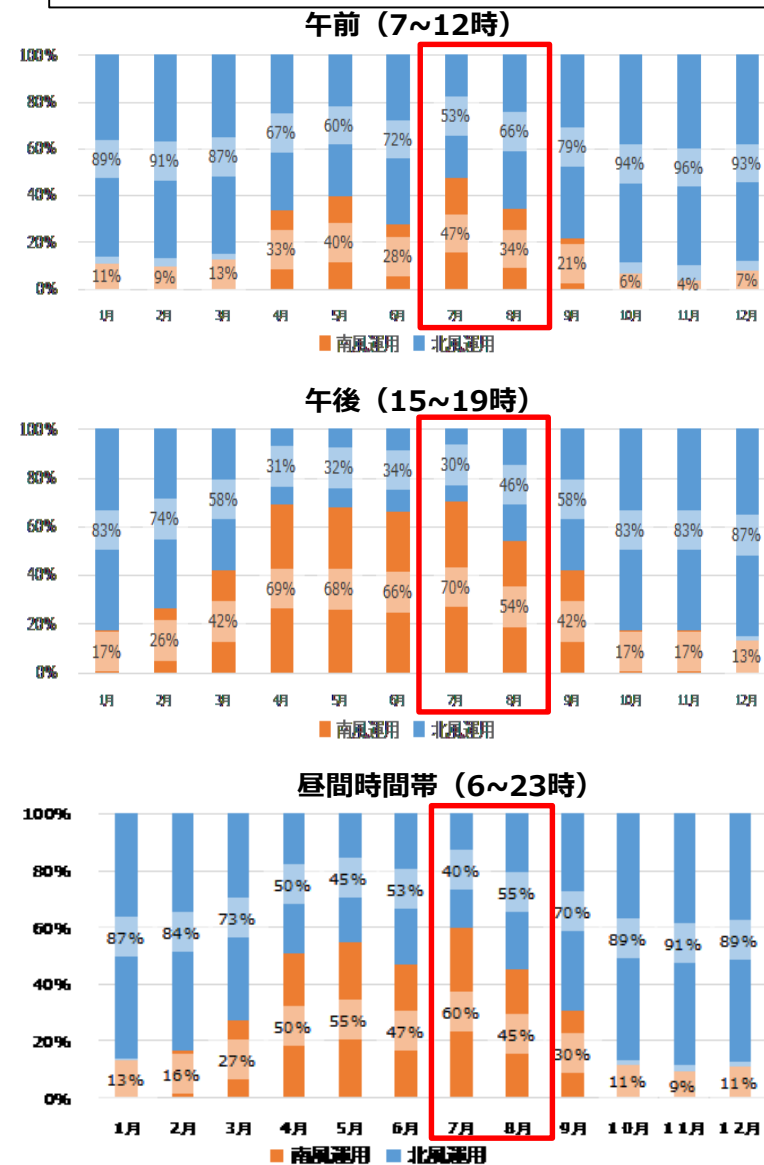 午前（7~12時）
100%
80%
60%
40%
20%
0%
89% 91% 87% 67% 60% 72% 53% 66% 79% 94% 96% 93%
11% 9% 13% 33% 40% 28% 47% 34% 21% 6% 4% 7%
1月 2月 3月 4月 5月 6月 7月 8月 9月 10月 11月 12月
南風運用 北風運用
午後（15~19時）
100%
80%
60%
40%
20%
0%
83% 74% 58% 31% 32% 34% 30% 46% 58% 83% 83% 87%
17% 26% 42% 69% 68% 66% 70% 54% 42% 17% 17% 13%
1月 2月 3月 4月 5月 6月 7月 8月 9月 10月 11月 12月
南風運用 北風運用
昼間時間帯（6~23時）
100%
80%
60%
40%
20%
0%
87% 84% 73% 50% 45% 53% 40% 55% 70% 89% 91% 89%
13% 16% 27% 50% 55% 47% 60% 45% 30% 11% 9% 11%
1月 2月 3月 4月 5月 6月 7月 8月 9月 10月 11月 12月
南風運用 北風運用